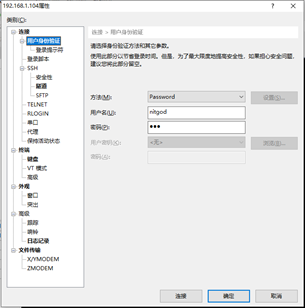 192.168.1.104属性
类别(C):
连接
用户身份验证
登录提示符
登录脚本
SSH
安全性
隧道
SFTP
TELNET
RLOGIN
串口
代理
保持活动状态
终端
键盘
VT 模式
高级
外观
窗口
突出
高级
跟踪
响铃
日志记录
文件传输
X/YMODEM
ZMODEM
连接 > 用户身份验证
请选择身份验证方法和其它参数。
使用此部分以节省登录时间。但是，为了最大限度地提高安全性，如果担心安全问题，
建议您将此部分留空。
方法(M):
Password
设置(S)...
用户名(U):
nitgod
密码(P):
●●●
用户密钥(K):
<无>
浏览(B)...
密码(A):
连接
确定
取消